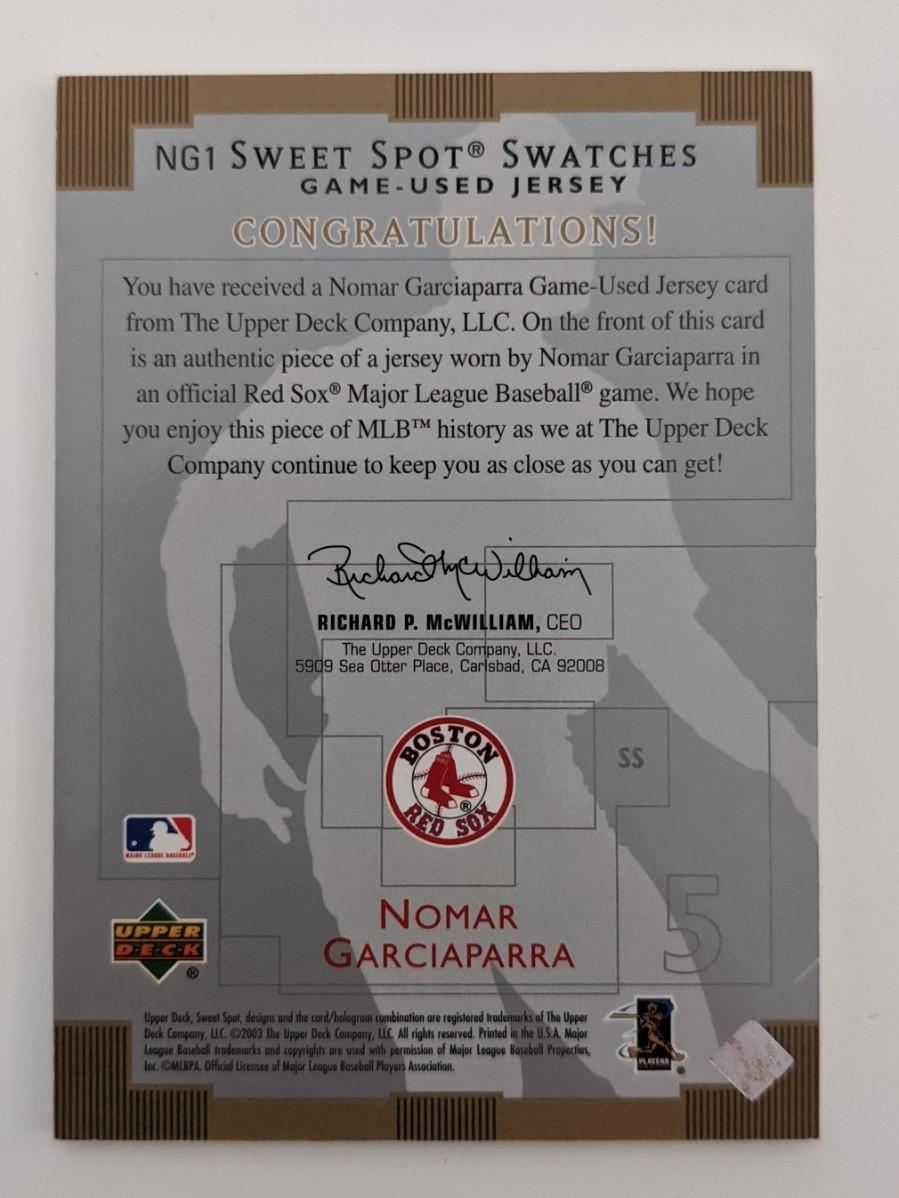 NG1 SWEET SPOT® SWATCHES
GAME-USED JERSEY
CONGRATULATIONS!
You have received a Nomar Garciaparra Game-Used Jersey card
from The Upper Deck Company, LLC. On the front of this card
is an authentic piece of a jersey worn by Nomar Garciaparra in
an official Red Sox® Major League Baseball® game. We hope
you enjoy this piece of MLB™ history as we at The Upper Deck
Company continue to keep you as close as you can get!
Richard McWilliam
RICHARD P. McWILLIAM, CEO
The Upper Deck Company, LLC.
5909 Sea Otter Place, Carlsbad, CA 92008
BOSTON
RED SOX
®
SS
MAJOR LEAGUE BASEBALL
NOMAR
GARCIAPARRA
5
UPPER
D·E·C·K
®
Upper Deck, Sweet Spot, designs and the card/hologram combination are registered trademarks of The Upper
Deck Company, LLC. ©2003 The Upper Deck Company, LLC. All rights reserved. Printed in the U.S.A. Major
League Baseball trademarks and copyrights are used with permission of Major League Baseball Properties,
Inc. ©MLBPA. Official Licensee of Major League Baseball Players Association.
PLAYERS
®